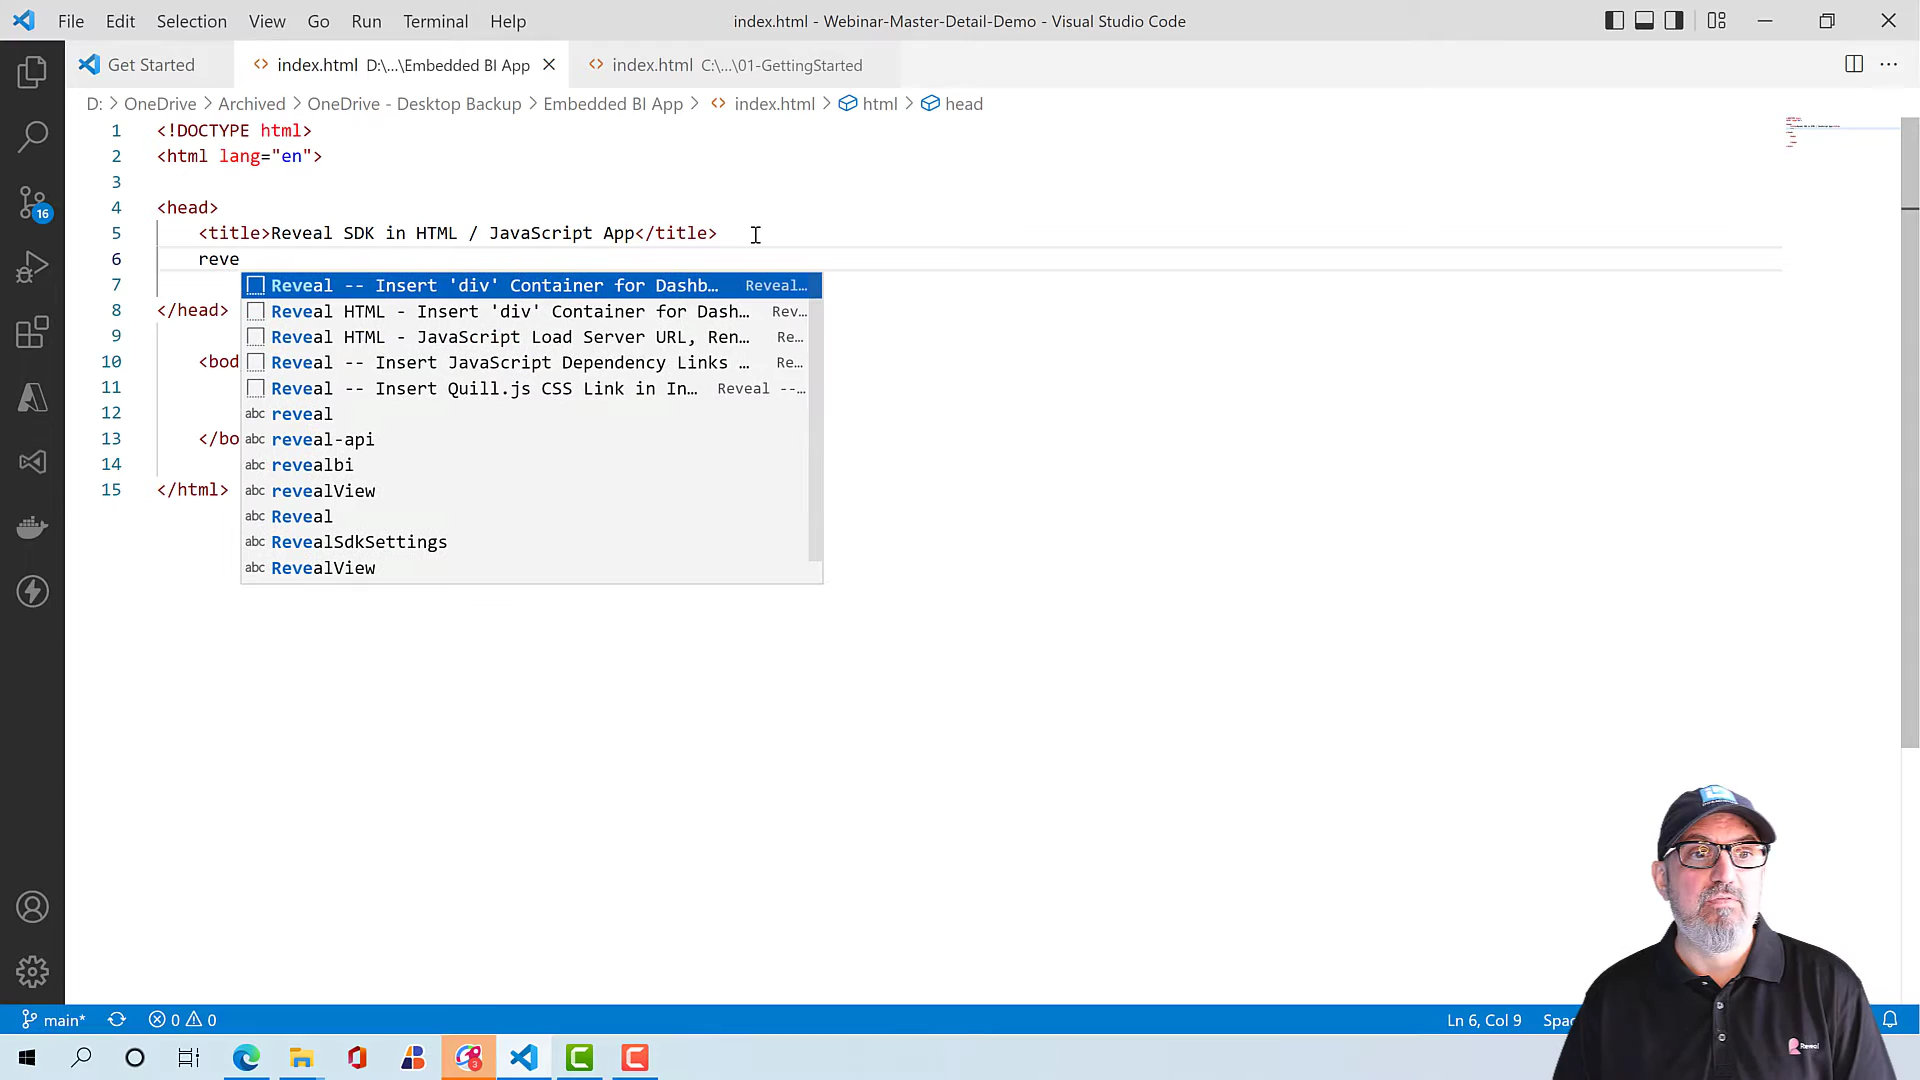 File Edit Selection View Go Run Terminal Help
index.html - Webinar-Master-Detail-Demo - Visual Studio Code
Get Started
index.html D:\...\Embedded BI App
index.html C:\...\01-GettingStarted
D: > OneDrive > Archived > OneDrive - Desktop Backup > Embedded BI App > index.html > html > head
1 <!DOCTYPE html>
2 <html lang="en">
3
4 <head>
5 <title>Reveal SDK in HTML / JavaScript App</title>
6 reve
7
8 </head>
9
10 <bod
11
12
13 </bo
14
15 </html>
Reveal -- Insert 'div' Container for Dashb… Reveal…
Reveal HTML - Insert 'div' Container for Dash… Rev…
Reveal HTML - JavaScript Load Server URL, Ren… Re…
Reveal -- Insert JavaScript Dependency Links … Re…
Reveal -- Insert Quill.js CSS Link in In… Reveal --…
abc reveal
abc reveal-api
abc revealbi
abc revealView
abc Reveal
abc RevealSdkSettings
abc RevealView
16
main* 0 0
Ln 6, Col 9 Spac
3
Reveal